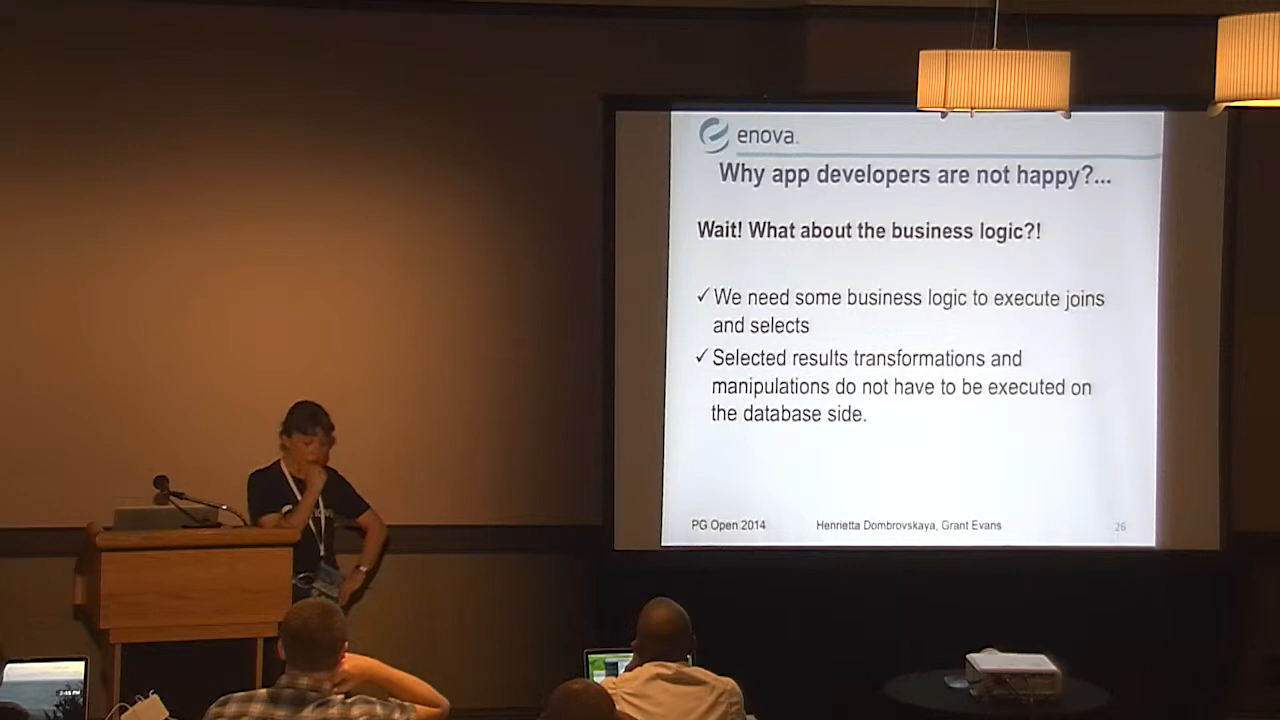 enova.
Why app developers are not happy?...
Wait! What about the business logic?!
✓ We need some business logic to execute joins
and selects
✓ Selected results transformations and
manipulations do not have to be executed on
the database side.
PG Open 2014 Henrietta Dombrovskaya, Grant Evans 26